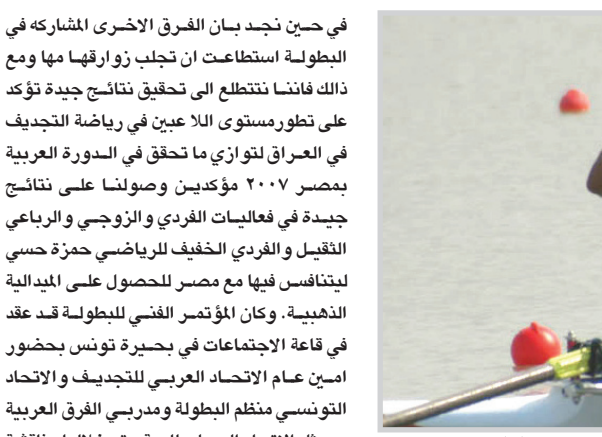 في حين نجد بان الفرق الاخرى المشاركه في
البطولة استطاعت ان تجلب زوارقها مها ومع
ذالك فاننا نتتطلع الى تحقيق نتائج جيدة تؤكد
على تطورمستوى اللا عبين في رياضة التجديف
في العراق لتوازي ما تحقق في الدورة العربية
بمصر ٢٠٠٧ مؤكدين وصولنا على نتائج
جيدة في فعاليات الفردي والزوجي والرباعي
الثقيل والفردي الخفيف للرياضي حمزة حسي
ليتنافس فيها مع مصر للحصول على الميدالية
الذهبية. وكان المؤتمر الفني للبطولة قد عقد
في قاعة الاجتماعات في بحيرة تونس بحضور
امين عام الاتحاد العربي للتجديف والاتحاد
التونسي منظم البطولة ومدربي الفرق العربية